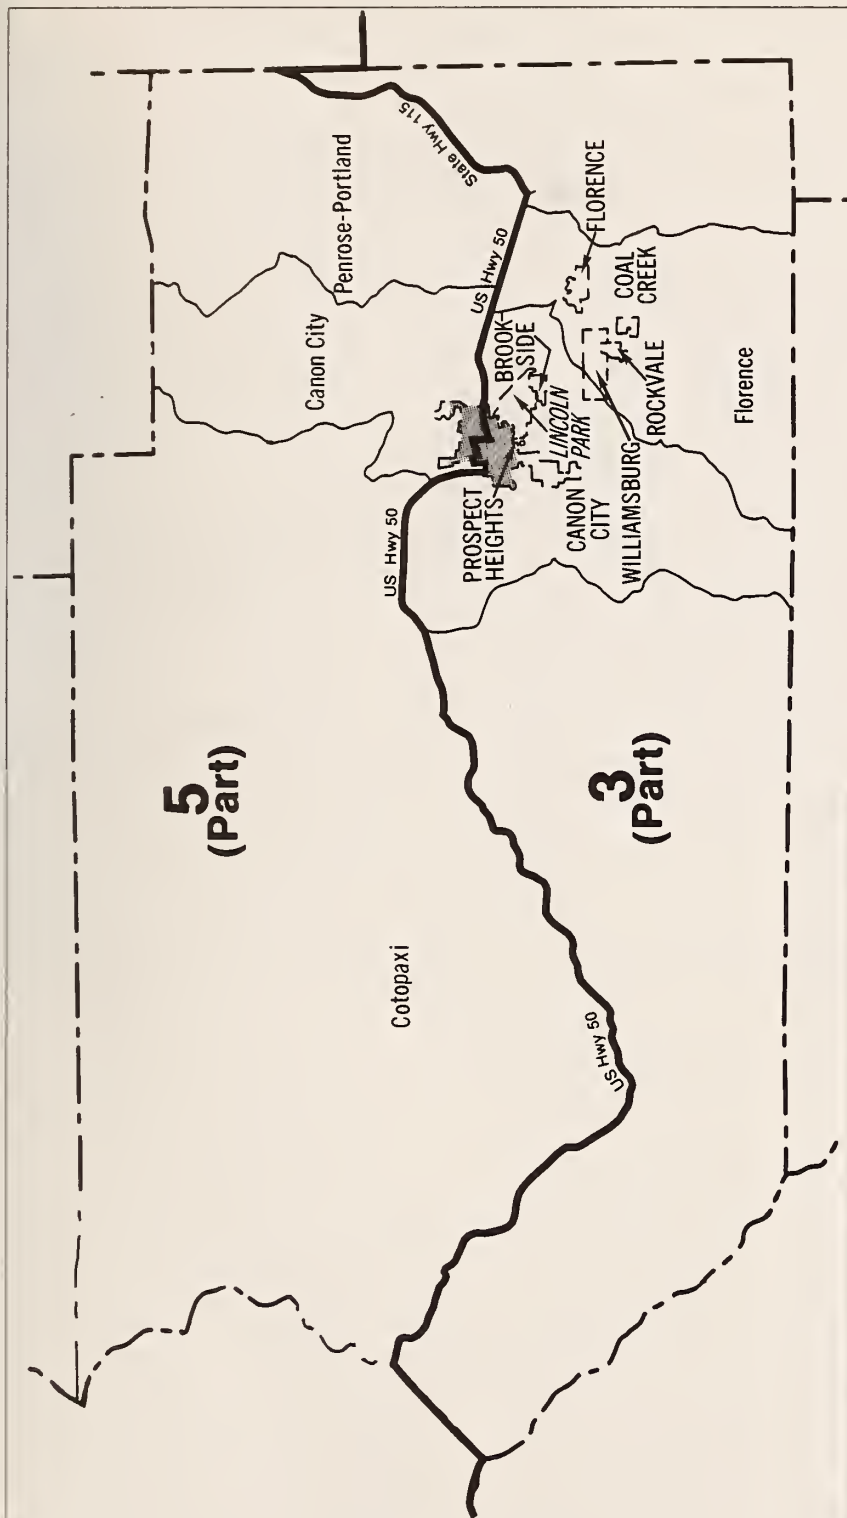 5
(Part)
Cotopaxi
US Hwy 50
3
(Part)
US Hwy 50
Canon City
Penrose-Portland
State Hwy 115
US Hwy 50
PROSPECT
HEIGHTS
BROOK-
SIDE
LINCOLN
PARK
CANON
CITY
WILLIAMSBURG
ROCKVALE
FLORENCE
COAL
CREEK
Florence